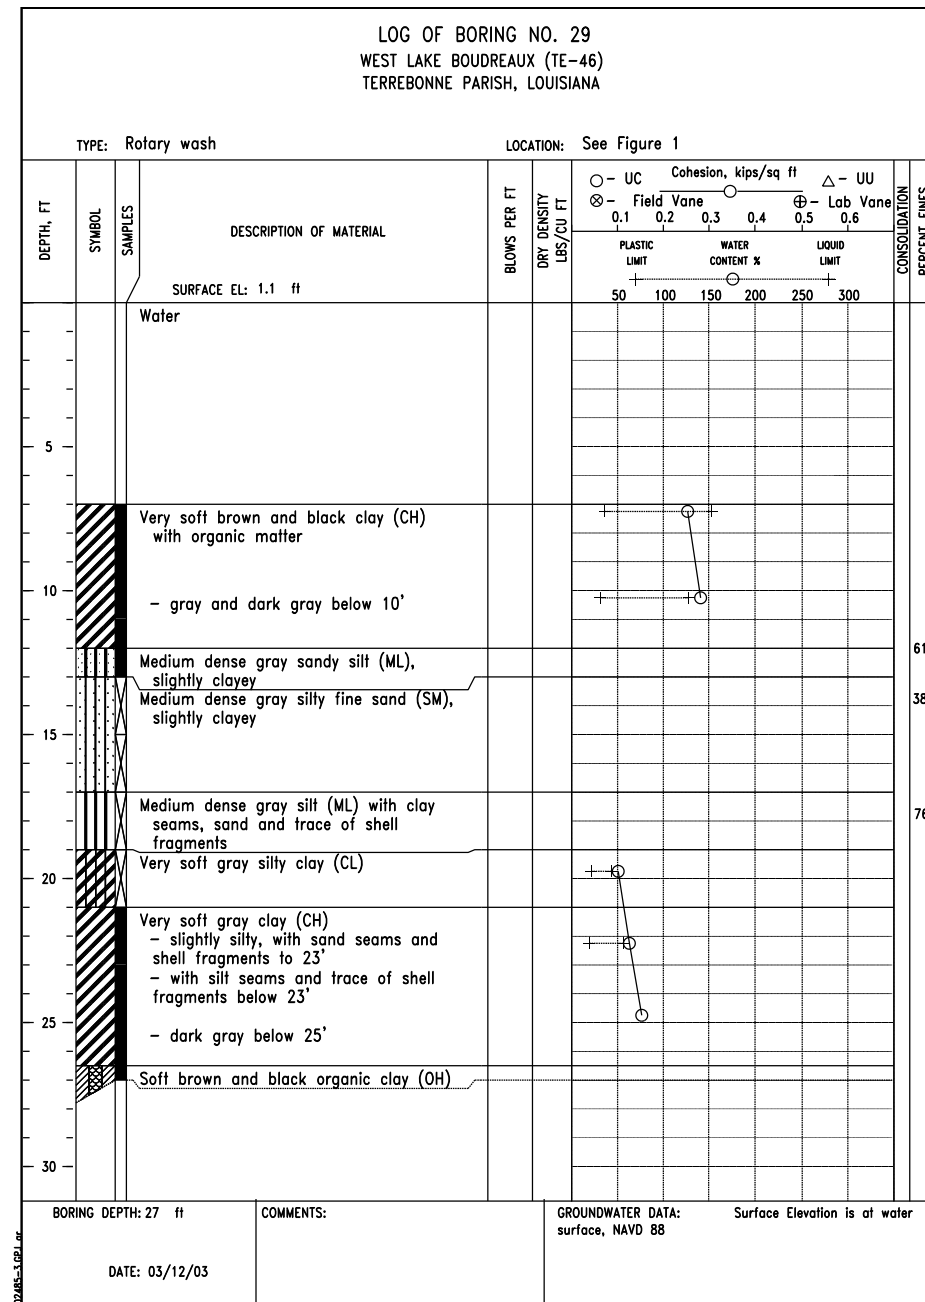 LOG OF BORING NO. 29
WEST LAKE BOUDREAUX (TE-46)
TERREBONNE PARISH, LOUISIANA
TYPE: Rotary wash
LOCATION: See Figure 1
DEPTH, FT
SYMBOL
SAMPLES
DESCRIPTION OF MATERIAL
SURFACE EL: 1.1 ft
BLOWS PER FT
DRY DENSITY
LBS/CU FT
Cohesion, kips/sq ft
- UC
- UU
- Field Vane
- Lab Vane
0.1 0.2 0.3 0.4 0.5 0.6
PLASTIC LIMIT
WATER CONTENT %
LIQUID LIMIT
50 100 150 200 250 300
CONSOLIDATION
PERCENT FINES
Water
5
Very soft brown and black clay (CH)
with organic matter
10
- gray and dark gray below 10'
61
Medium dense gray sandy silt (ML),
slightly clayey
38
Medium dense gray silty fine sand (SM),
slightly clayey
15
Medium dense gray silt (ML) with clay
seams, sand and trace of shell
fragments
76
Very soft gray silty clay (CL)
20
Very soft gray clay (CH)
- slightly silty, with sand seams and
shell fragments to 23'
- with silt seams and trace of shell
fragments below 23'
25
- dark gray below 25'
Soft brown and black organic clay (OH)
30
BORING DEPTH: 27 ft
DATE: 03/12/03
COMMENTS:
GROUNDWATER DATA: Surface Elevation is at water
surface, NAVD 88